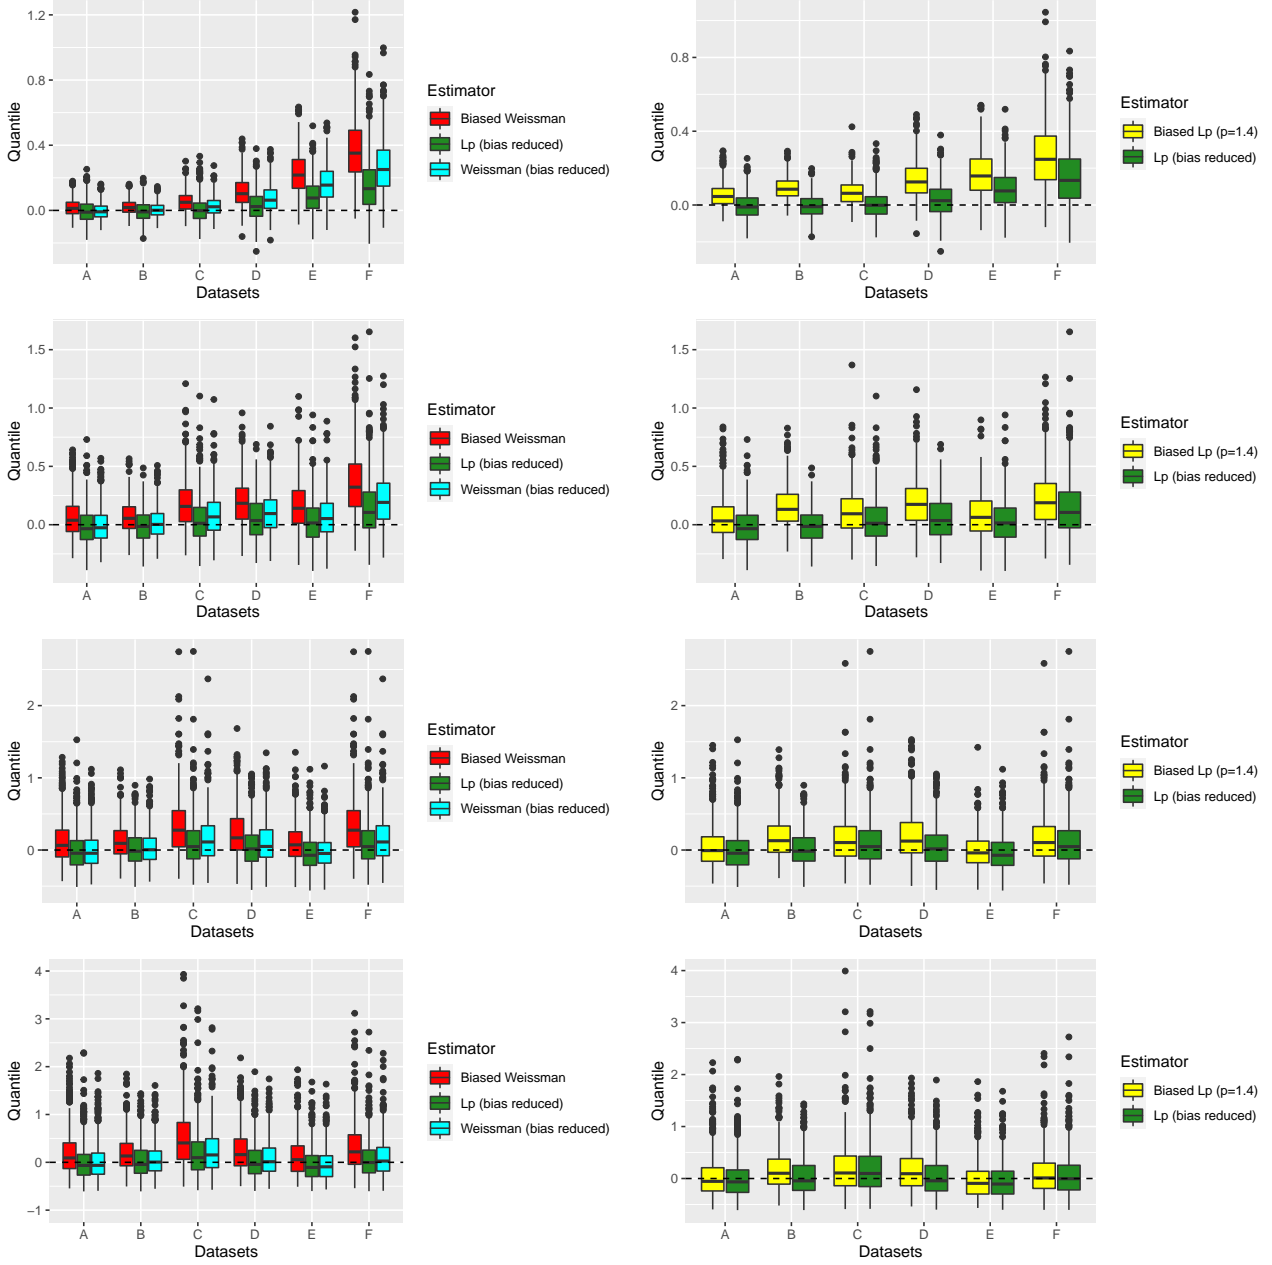 1.2
0.8
0.4
0.0
Quantile
A B C D E F
Datasets
Estimator
Biased Weissman
Lp (bias reduced)
Weissman (bias reduced)
0.8
0.4
0.0
Quantile
A B C D E F
Datasets
Estimator
Biased Lp (p=1.4)
Lp (bias reduced)
1.5
1.0
0.5
0.0
Quantile
A B C D E F
Datasets
Estimator
Biased Weissman
Lp (bias reduced)
Weissman (bias reduced)
1.5
1.0
0.5
0.0
Quantile
A B C D E F
Datasets
Estimator
Biased Lp (p=1.4)
Lp (bias reduced)
2
1
0
Quantile
A B C D E F
Datasets
Estimator
Biased Weissman
Lp (bias reduced)
Weissman (bias reduced)
2
1
0
Quantile
A B C D E F
Datasets
Estimator
Biased Lp (p=1.4)
Lp (bias reduced)
4
3
2
1
0
−1
Quantile
A B C D E F
Datasets
Estimator
Biased Weissman
Lp (bias reduced)
Weissman (bias reduced)
4
3
2
1
0
Quantile
A B C D E F
Datasets
Estimator
Biased Lp (p=1.4)
Lp (bias reduced)